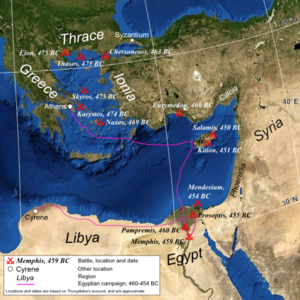 Thrace
Byzantium
Eion, 475 BC
Chersonesos, 465 BC
Thasos, 475 BC
Greece
Ionia
Skyros, 475 BC
Athens
Karystos, 474 BC
Naxos, 469 BC
Eurymedon, 466 BC
Cilicia
40°E
Salamis, 450 BC
Kition, 451 BC
Syria
Phoenicia
35°N
Mendesium,
454 BC
Prosopitis, 455 BC
Pampremis, 460 BC
Memphis, 459 BC
Cyrene
Libya
Egypt
Memphis, 459 BC
Battle, location and date
Cyrene
Other location
Libya
Region
Egyptian campaign, 460-454 BC
Locations and dates are based on Thucydides's account, and are approximate